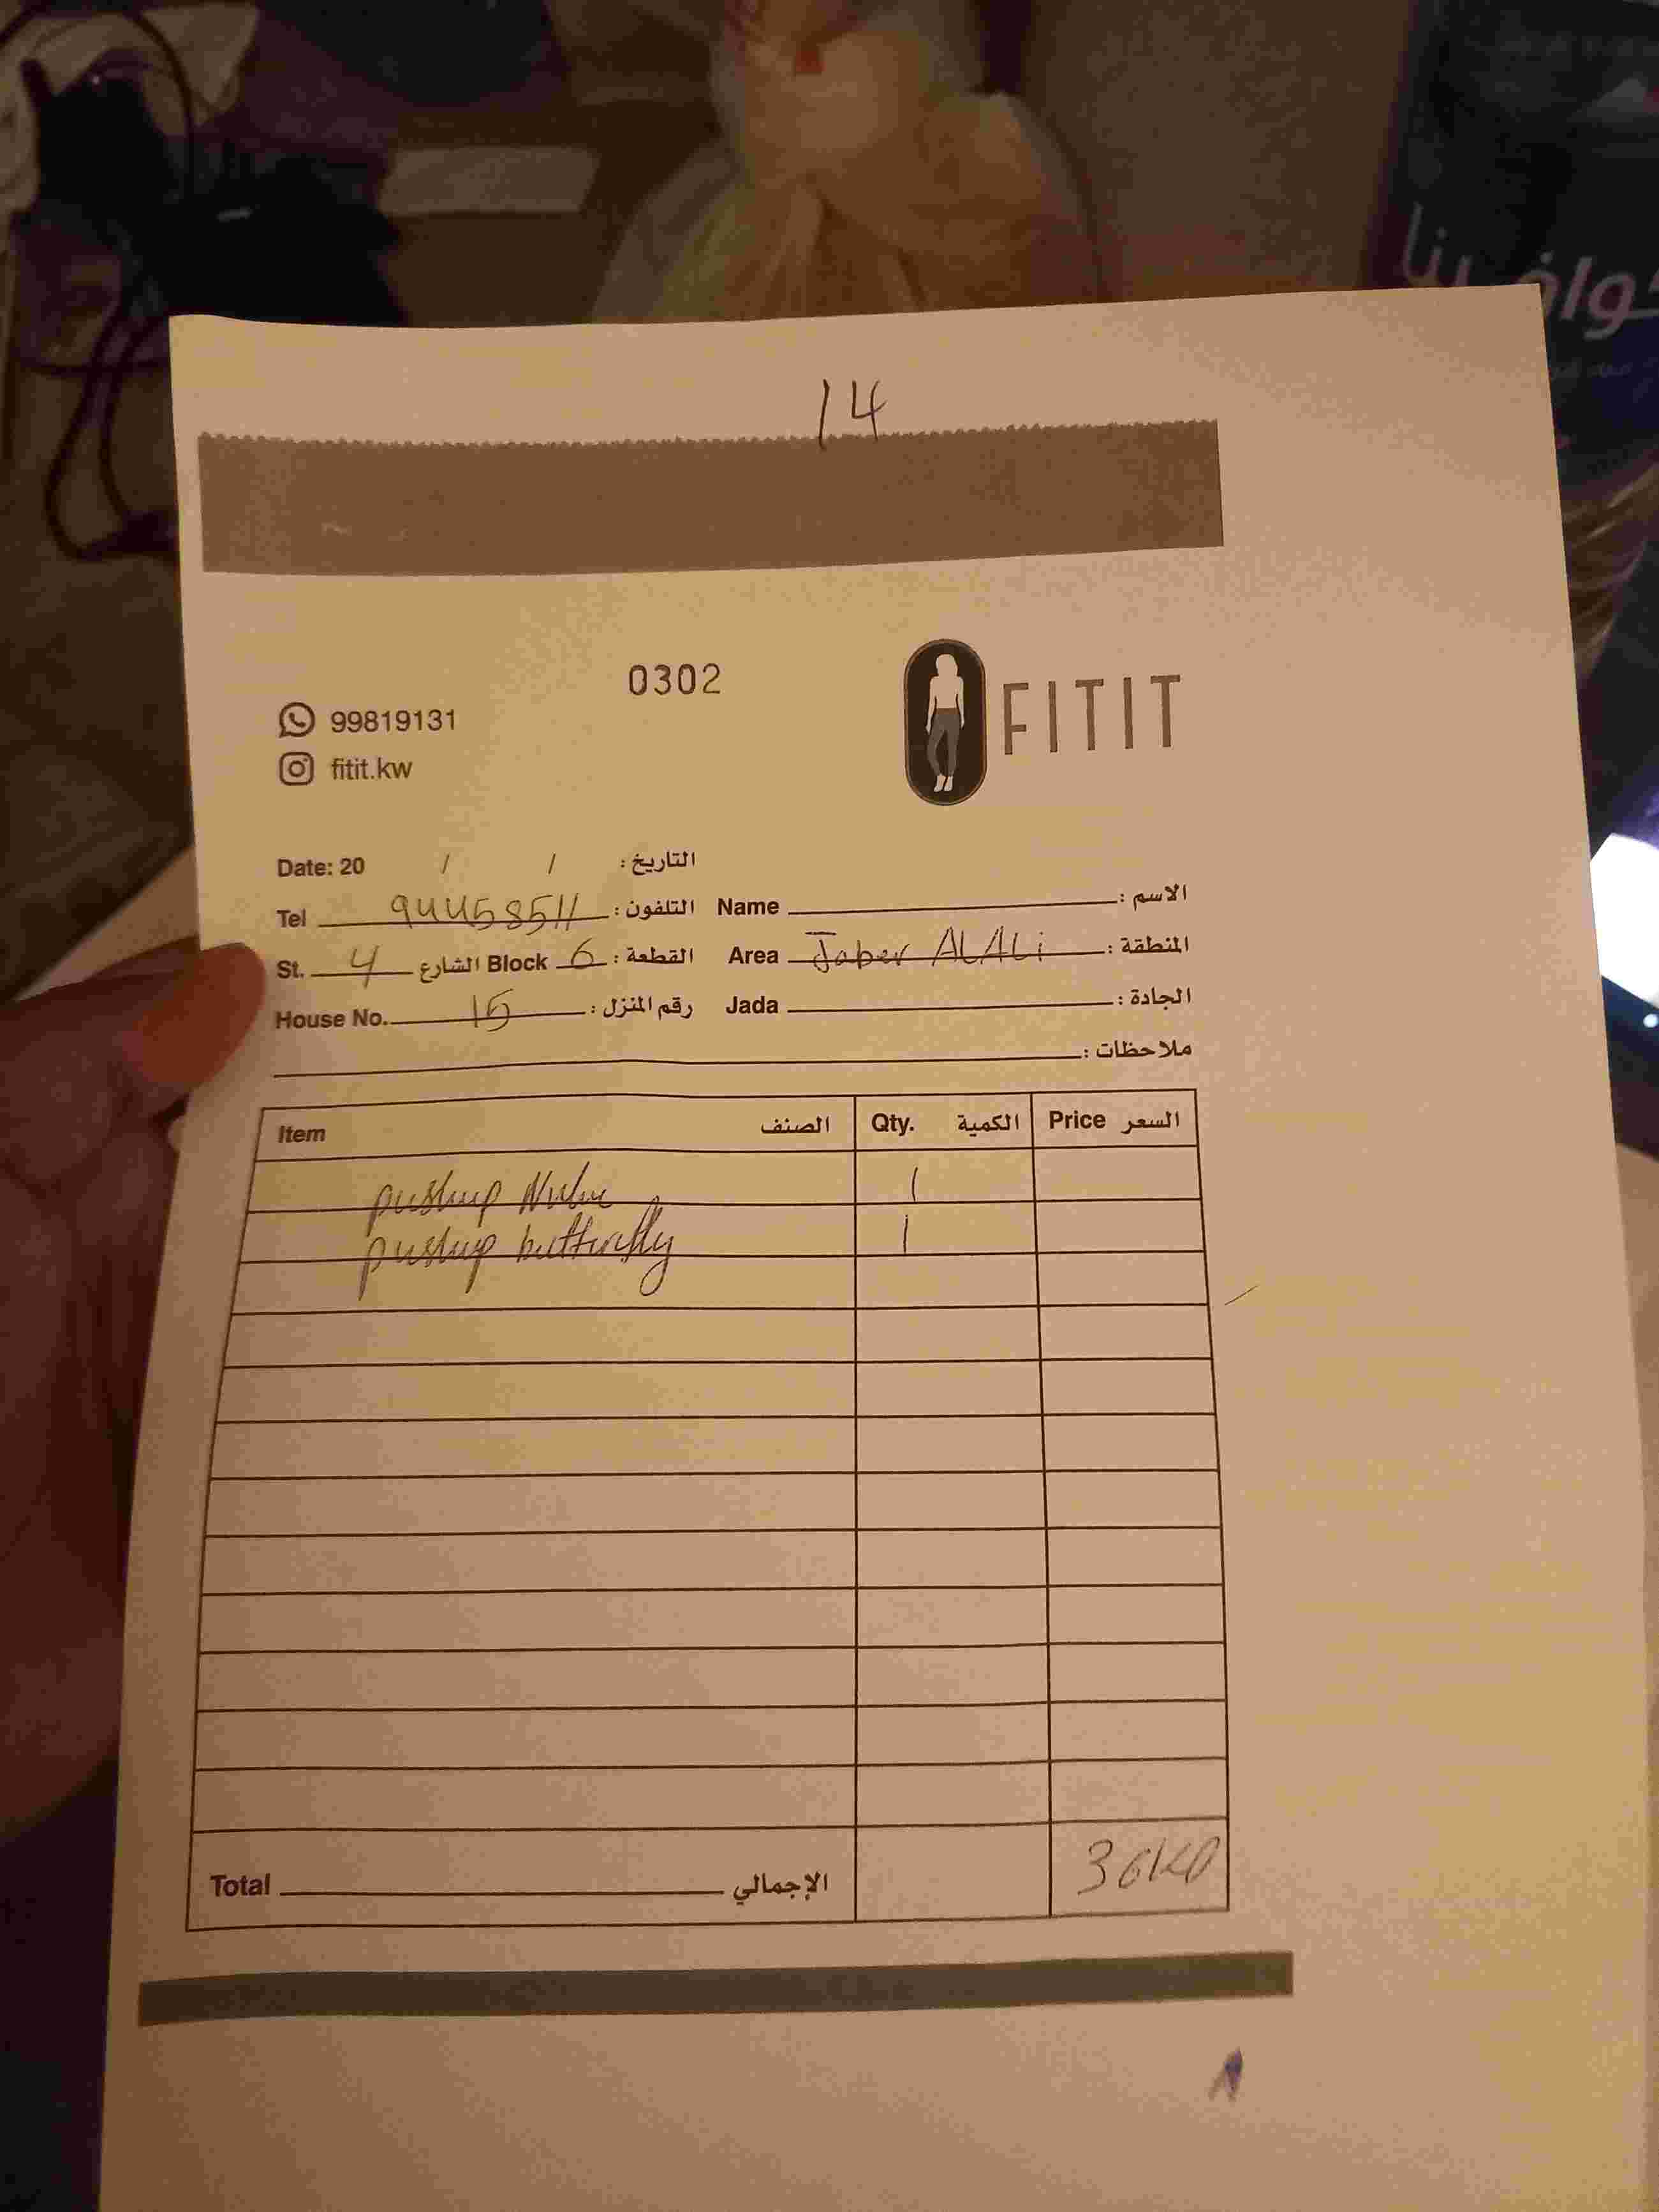 14
0302
99819131
fitit.kw
FITIT
Date: 20 / / التاريخ :
Tel 94458511 التلفون : Name الاسم :
St. 4 الشارع Block 6 القطعة : Area Jaber ALALi المنطقة :
House No. 15 رقم المنزل : Jada الجادة :
ملاحظات :
Item الصنف Qty. الكمية Price السعر
pushup 1
pushup butterfly 1
Total الإجمالي